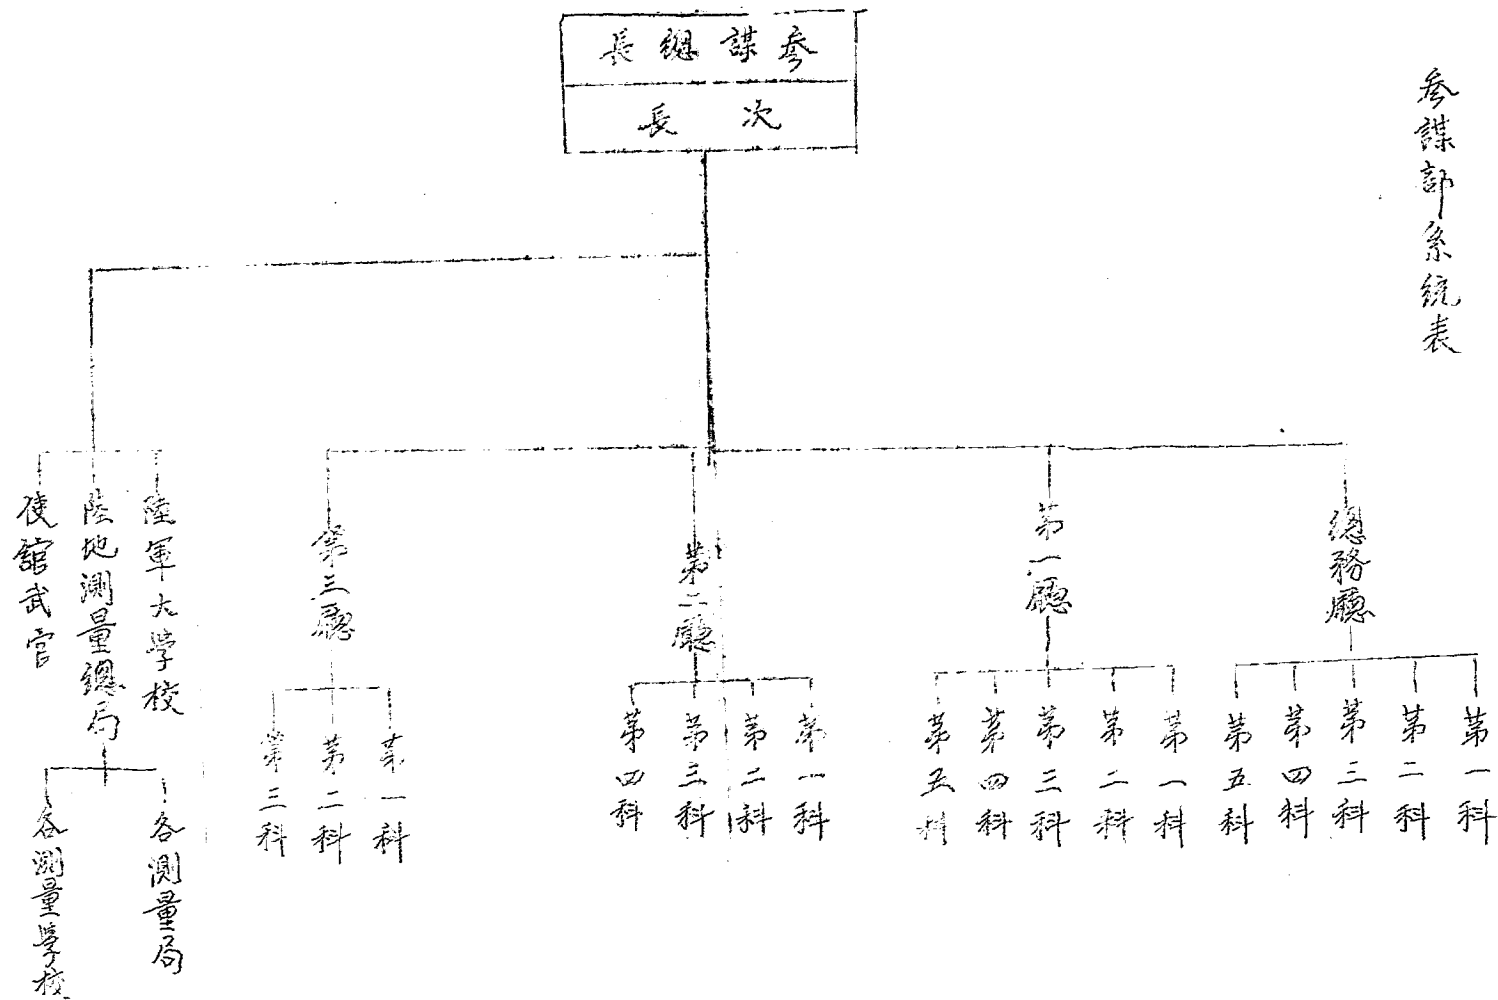 參謀部系統表
參謀總長
次長
總務廳
第一科
第二科
第三科
第四科
第五科
第一廳
第一科
第二科
第三科
第四科
第五科
第二廳
第一科
第二科
第三科
第四科
第三廳
第一科
第二科
第三科
陸軍大學校
陸地測量總局
使館武官
各測量局
各測量學校